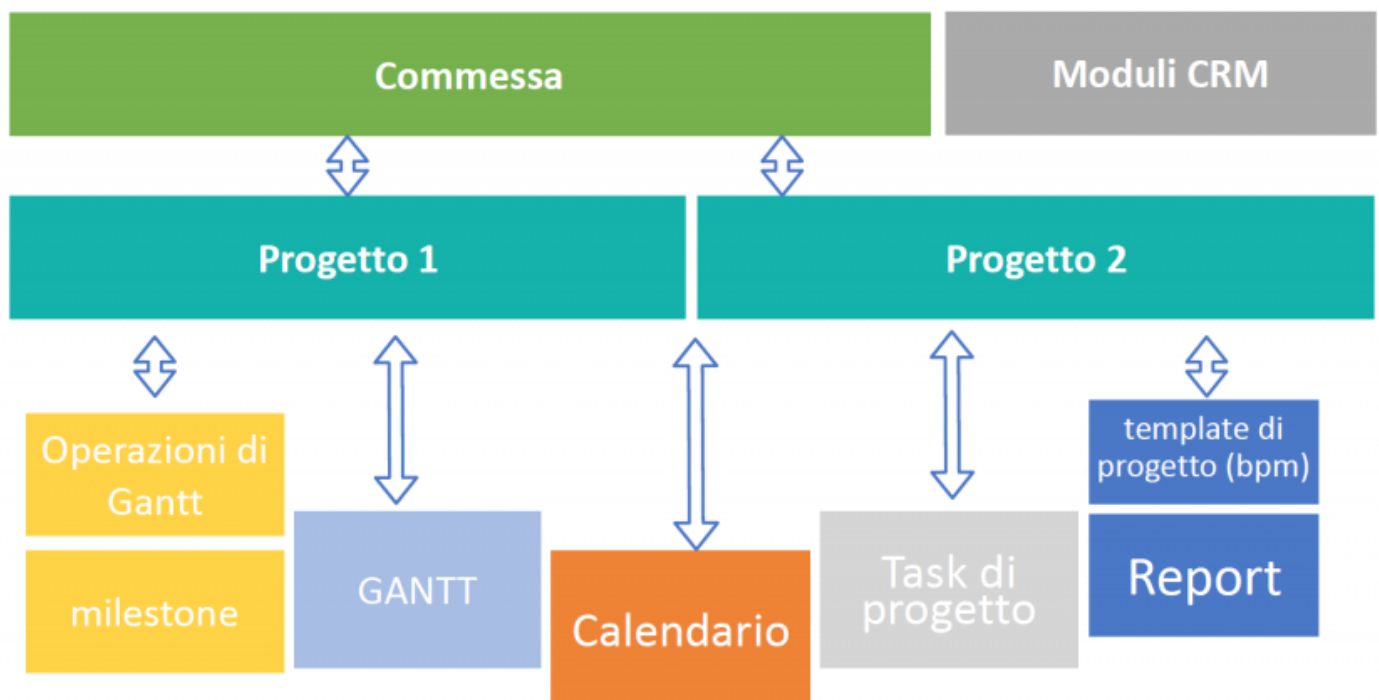 Commessa
Moduli CRM
Progetto 1
Progetto 2
Operazioni di
Gantt
milestone
GANTT
Calendario
Task di
progetto
template di
progetto (bpm)
Report